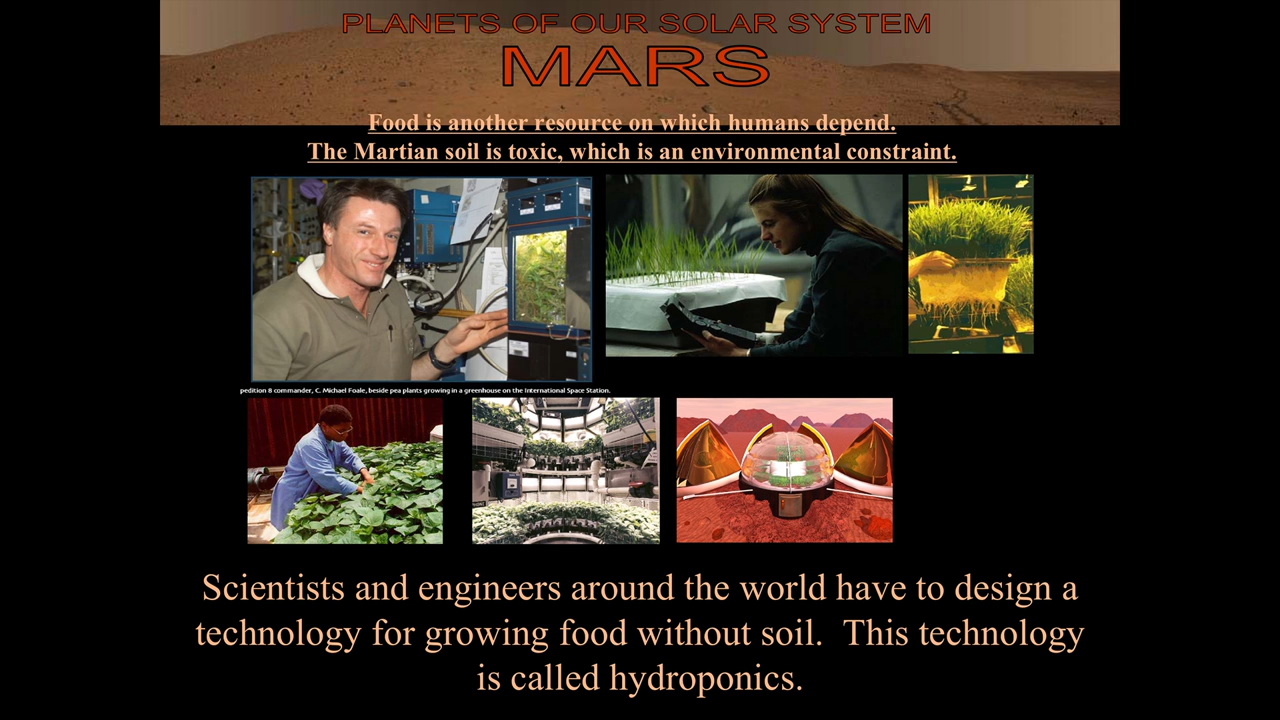 PLANETS OF OUR SOLAR SYSTEM
MARS
Food is another resource on which humans depend.
The Martian soil is toxic, which is an environmental constraint.
pedition 8 commander, C. Michael Foale, beside pea plants growing in a greenhouse on the International Space Station.
Scientists and engineers around the world have to design a
technology for growing food without soil.  This technology
is called hydroponics.